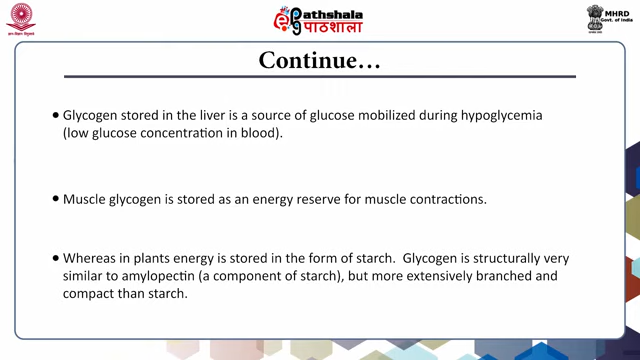 ePathshala
पाठशाला
MHRD
Govt. of India
Continue…
• Glycogen stored in the liver is a source of glucose mobilized during hypoglycemia
(low glucose concentration in blood).
• Muscle glycogen is stored as an energy reserve for muscle contractions.
• Whereas in plants energy is stored in the form of starch. Glycogen is structurally very
similar to amylopectin (a component of starch), but more extensively branched and
compact than starch.